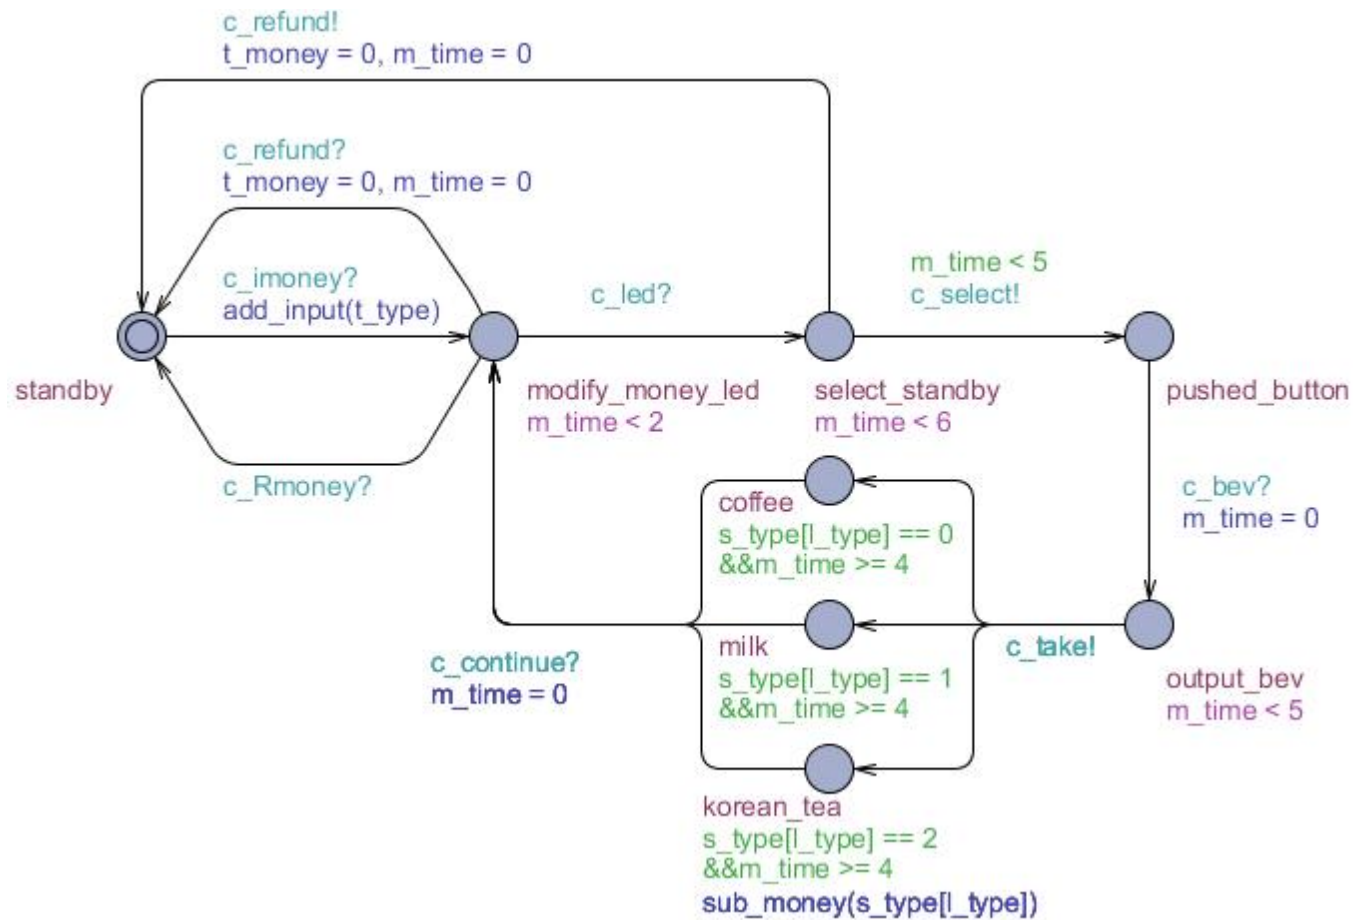 c_refund!
t_money = 0, m_time = 0
c_refund?
t_money = 0, m_time = 0
c_imoney?
add_input(t_type)
c_led?
m_time < 5
c_select!
standby
modify_money_led
m_time < 2
select_standby
m_time < 6
pushed_button
c_Rmoney?
coffee
s_type[l_type] == 0
&&m_time >= 4
c_bev?
m_time = 0
c_continue?
m_time = 0
milk
s_type[l_type] == 1
&&m_time >= 4
c_take!
output_bev
m_time < 5
korean_tea
s_type[l_type] == 2
&&m_time >= 4
sub_money(s_type[l_type])